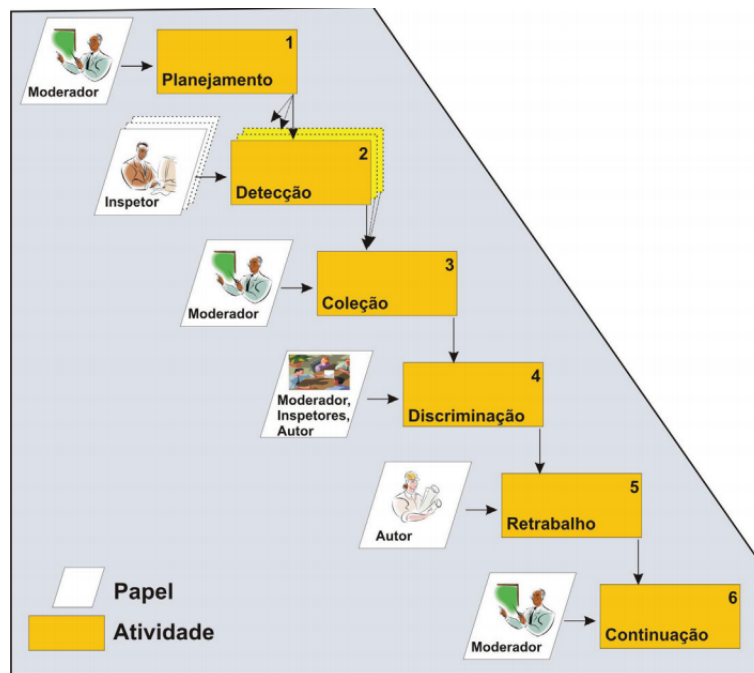 1
Moderador
Planejamento
2
Inspetor
Detecção
3
Moderador
Coleção
4
Moderador,
Inspetores,
Autor
Discriminação
5
Autor
Retrabalho
6
Moderador
Continuação
Papel
Atividade